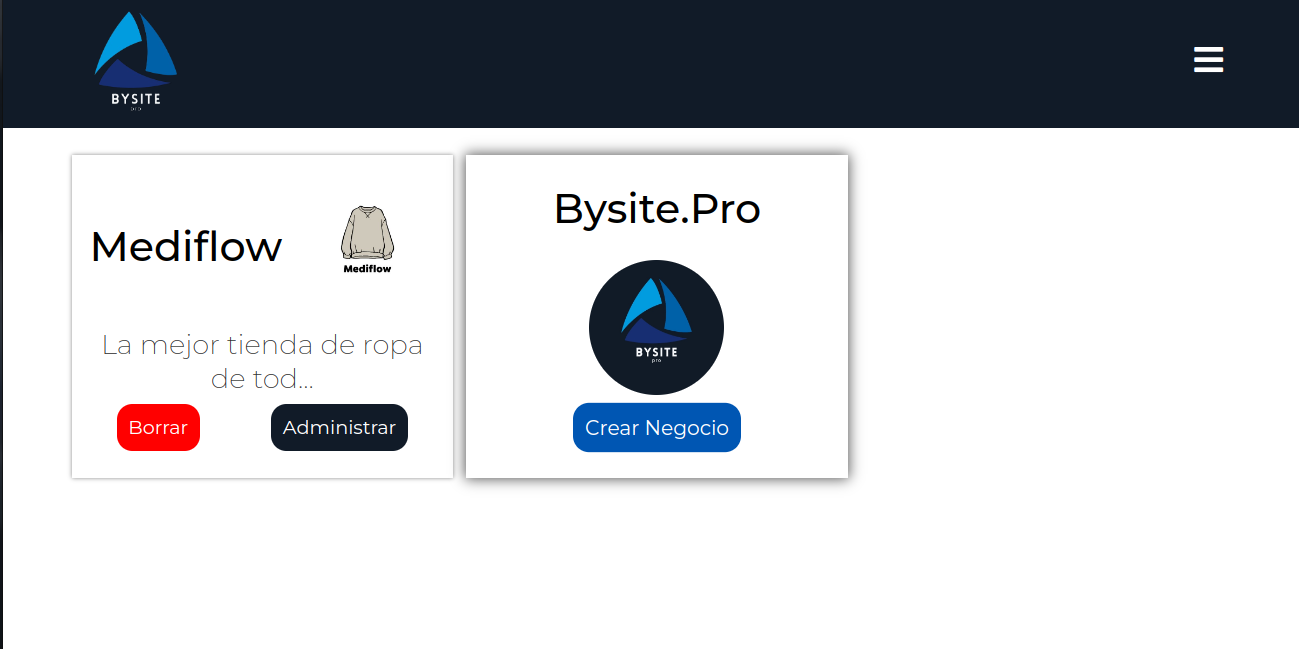 BYSITE
pro
Mediflow
Mediflow
La mejor tienda de ropa
de tod...
Borrar
Administrar
Bysite.Pro
BYSITE
pro
Crear Negocio